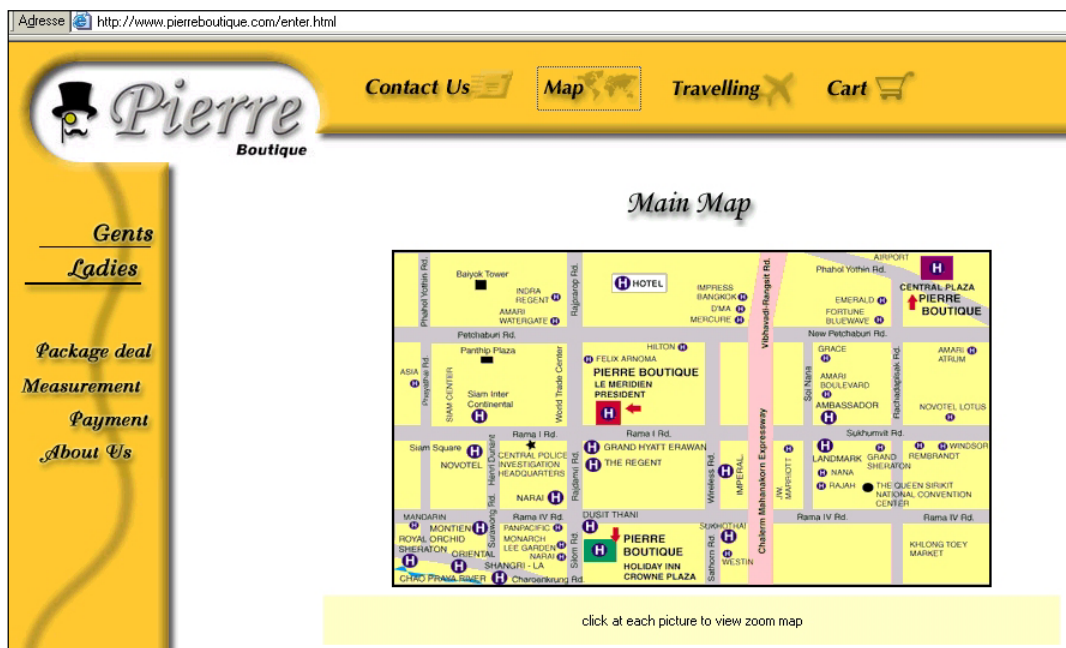 Adresse http://www.pierreboutique.com/enter.html
Contact Us
Map
Travelling
Cart
Pierre
Boutique
Gents
Ladies
Package deal
Measurement
Payment
About Us
Main Map
Phahol Yothin Rd.
Baiyok Tower
INDRA
REGENT H
AMARI
WATERGATE H
Rajprarop Rd.
H HOTEL
IMPRESS
BANGKOK H
D'MA H
MERCURE H
Vibhavadi-Rangsit Rd.
AIRPORT
Phahol Yothin Rd.
H
CENTRAL PLAZA
PIERRE
BOUTIQUE
EMERALD H
FORTUNE
BLUEWAVE H
Petchaburi Rd.
New Petchaburi Rd.
Phayathai Rd.
Panthip Plaza
ASIA
H
SIAM CENTER
Siam Inter
Continental
H
World Trade Center
HILTON H
H FELIX ARNOMA
PIERRE BOUTIQUE
LE MERIDIEN
PRESIDENT
H
Soi Nana
GRACE
H
AMARI
BOULEVARD
H
AMBASSADOR
H
Rachadapisak Rd.
AMARI H
ATRIUM
NOVOTEL LOTUS
H
Rama I Rd.
Rama I Rd.
Sukhumvit Rd.
Siam Square
H
NOVOTEL
Henri Dunant
CENTRAL POLICE
INVESTIGATION
HEADQUARTERS
NARAI H
Rajdamri Rd.
H GRAND HYATT ERAWAN
H THE REGENT
Wireless Rd.
H
IMPERAL
Chalerm Mahanakorn Expressway
H
J.W.
MARRIOTT
H
LANDMARK
H
GRAND
SHERATON
H H WINDSOR
REMBRANDT
H NANA
H RAJAH
THE QUEEN SIRIKIT
NATIONAL CONVENTION
CENTER
Rama IV Rd.
Rama IV Rd.
Rama IV Rd.
MANDARIN
H
MONTIEN H
ROYAL ORCHID
SHERATON
H
ORIENTAL
H
Surawong Rd.
PANPACIFIC H
MONARCH
LEE GARDEN H
NARAI H
SHANGRI - LA
H
CHAO PRAYA RIVER
Charoenkrung Rd.
Silom Rd.
DUSIT THANI
H
H
PIERRE
BOUTIQUE
HOLIDAY INN
CROWNE PLAZA
Sathorn Rd.
SUKHOTHAI
H
H
WESTIN
KHLONG TOEY
MARKET
click at each picture to view zoom map